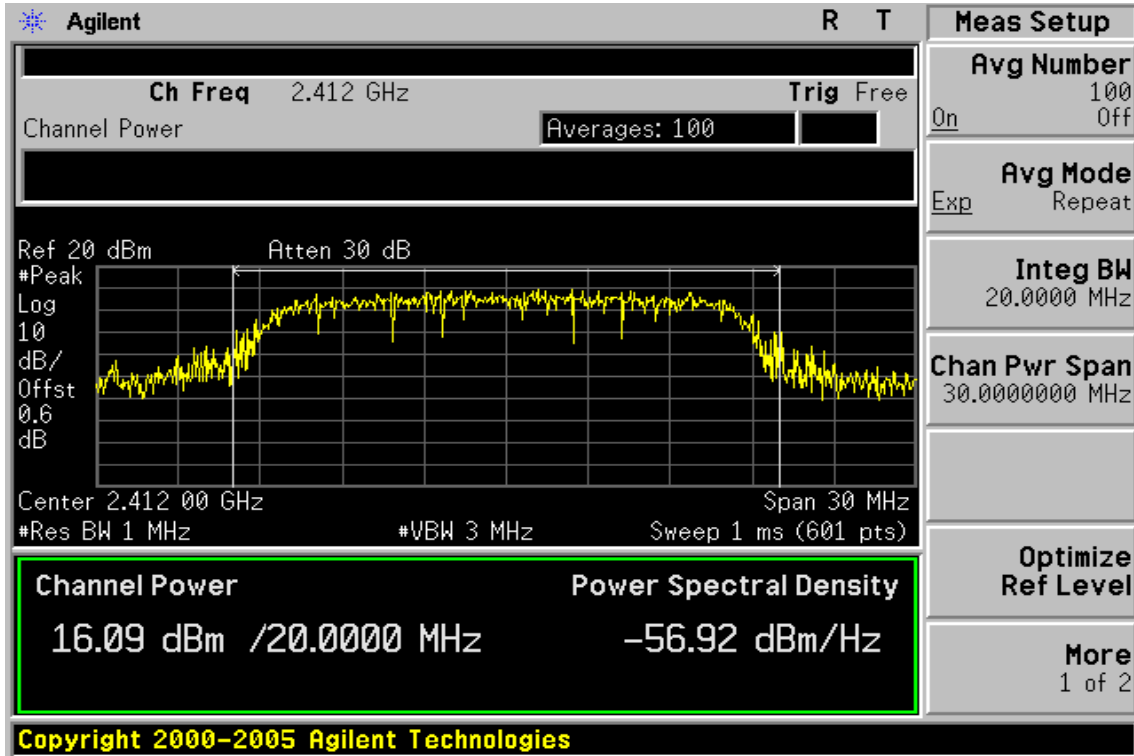 Agilent R T
Ch Freq 2.412 GHz Trig Free
Channel Power Averages: 100
Ref 20 dBm Atten 30 dB
#Peak
Log
10
dB/
Offst
0.6
dB
Center 2.412 00 GHz Span 30 MHz
#Res BW 1 MHz #VBW 3 MHz Sweep 1 ms (601 pts)
Channel Power Power Spectral Density
16.09 dBm /20.0000 MHz -56.92 dBm/Hz
Copyright 2000-2005 Agilent Technologies
Meas Setup
Avg Number
100
On Off
Avg Mode
Exp Repeat
Integ BW
20.0000 MHz
Chan Pwr Span
30.0000000 MHz
Optimize
Ref Level
More
1 of 2